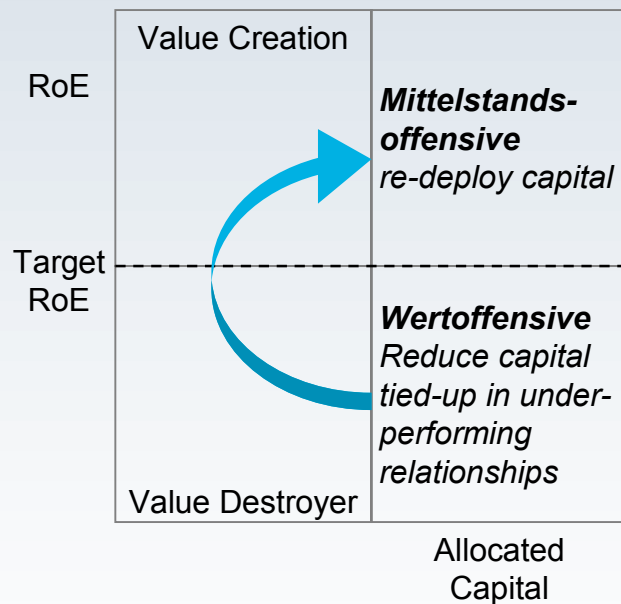 Value Creation
RoE
Mittelstands-
offensive
re-deploy capital
Target
RoE
Wertoffensive
Reduce capital
tied-up in under-
performing
relationships
Value Destroyer
Allocated
Capital